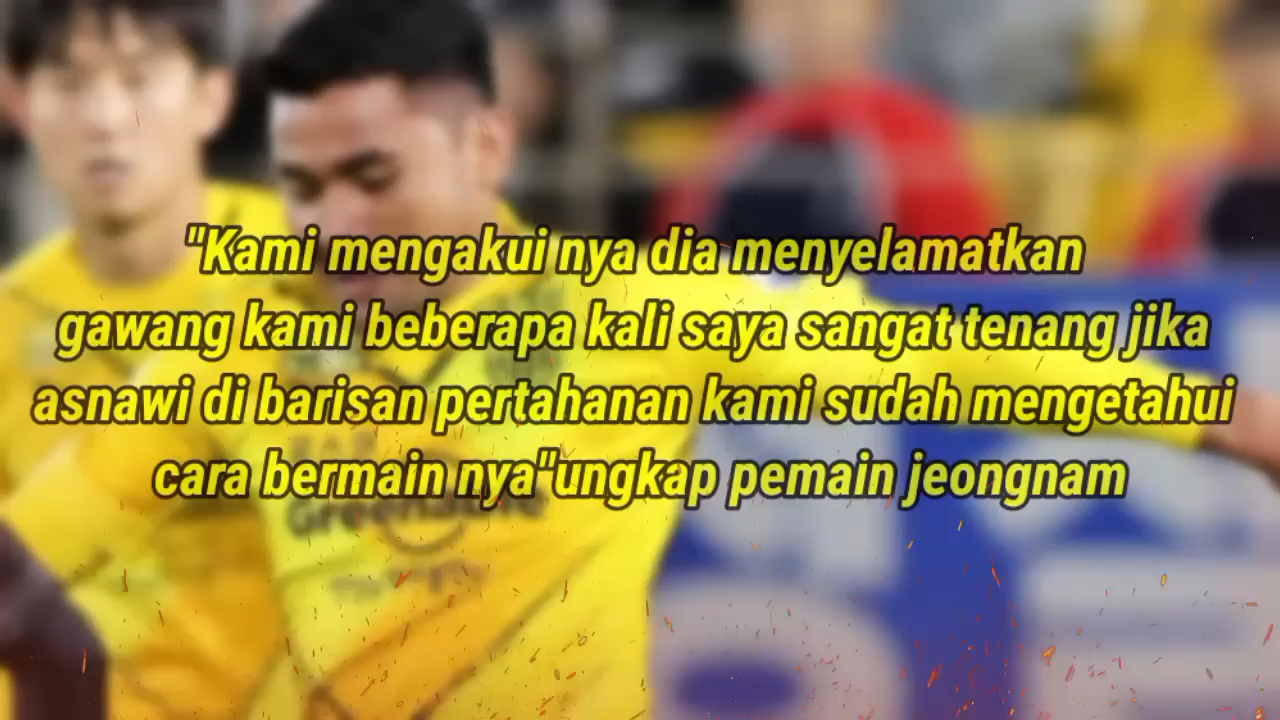 "Kami mengakui nya dia menyelamatkan
gawang kami beberapa kali saya sangat tenang jika
asnawi di barisan pertahanan kami sudah mengetahui
cara bermain nya"ungkap pemain jeongnam